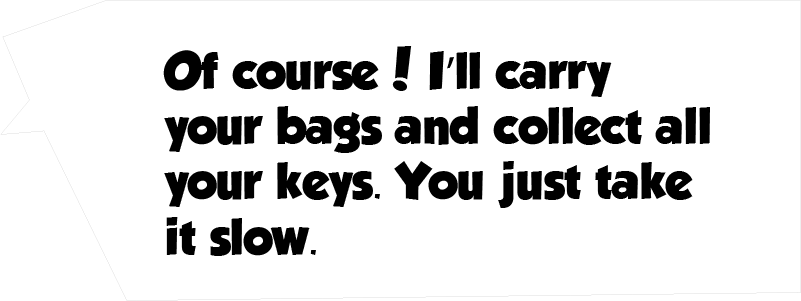 Of course! I'll carry
your bags and collect all
your keys. You just take
it slow.